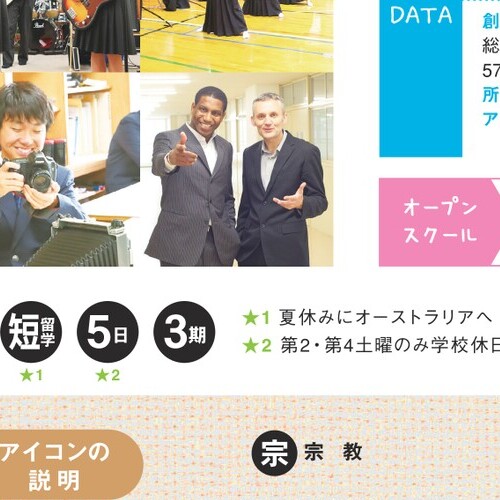 DATA
創
総
57
所
ア
オープン
スクール
短留学
5日
3期
★1
★2
★1 夏休みにオーストラリアへ
★2 第2・第4土曜のみ学校休日
アイコンの
説明
宗 宗 教